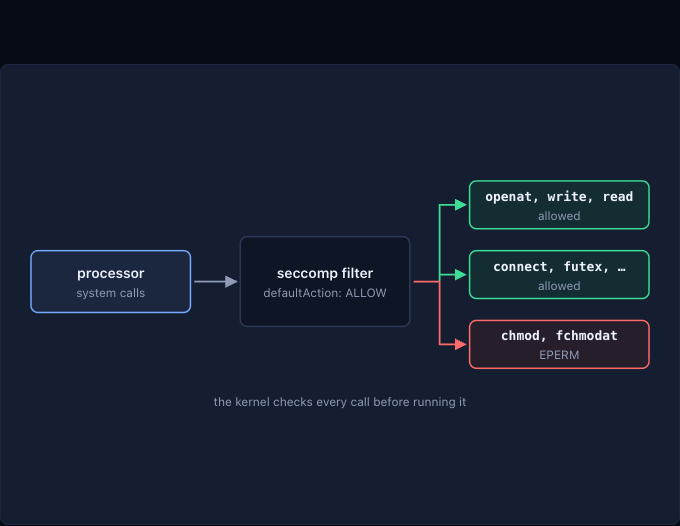 processor
system calls
seccomp filter
defaultAction: ALLOW
openat, write, read
allowed
connect, futex, …
allowed
chmod, fchmodat
EPERM
the kernel checks every call before running it